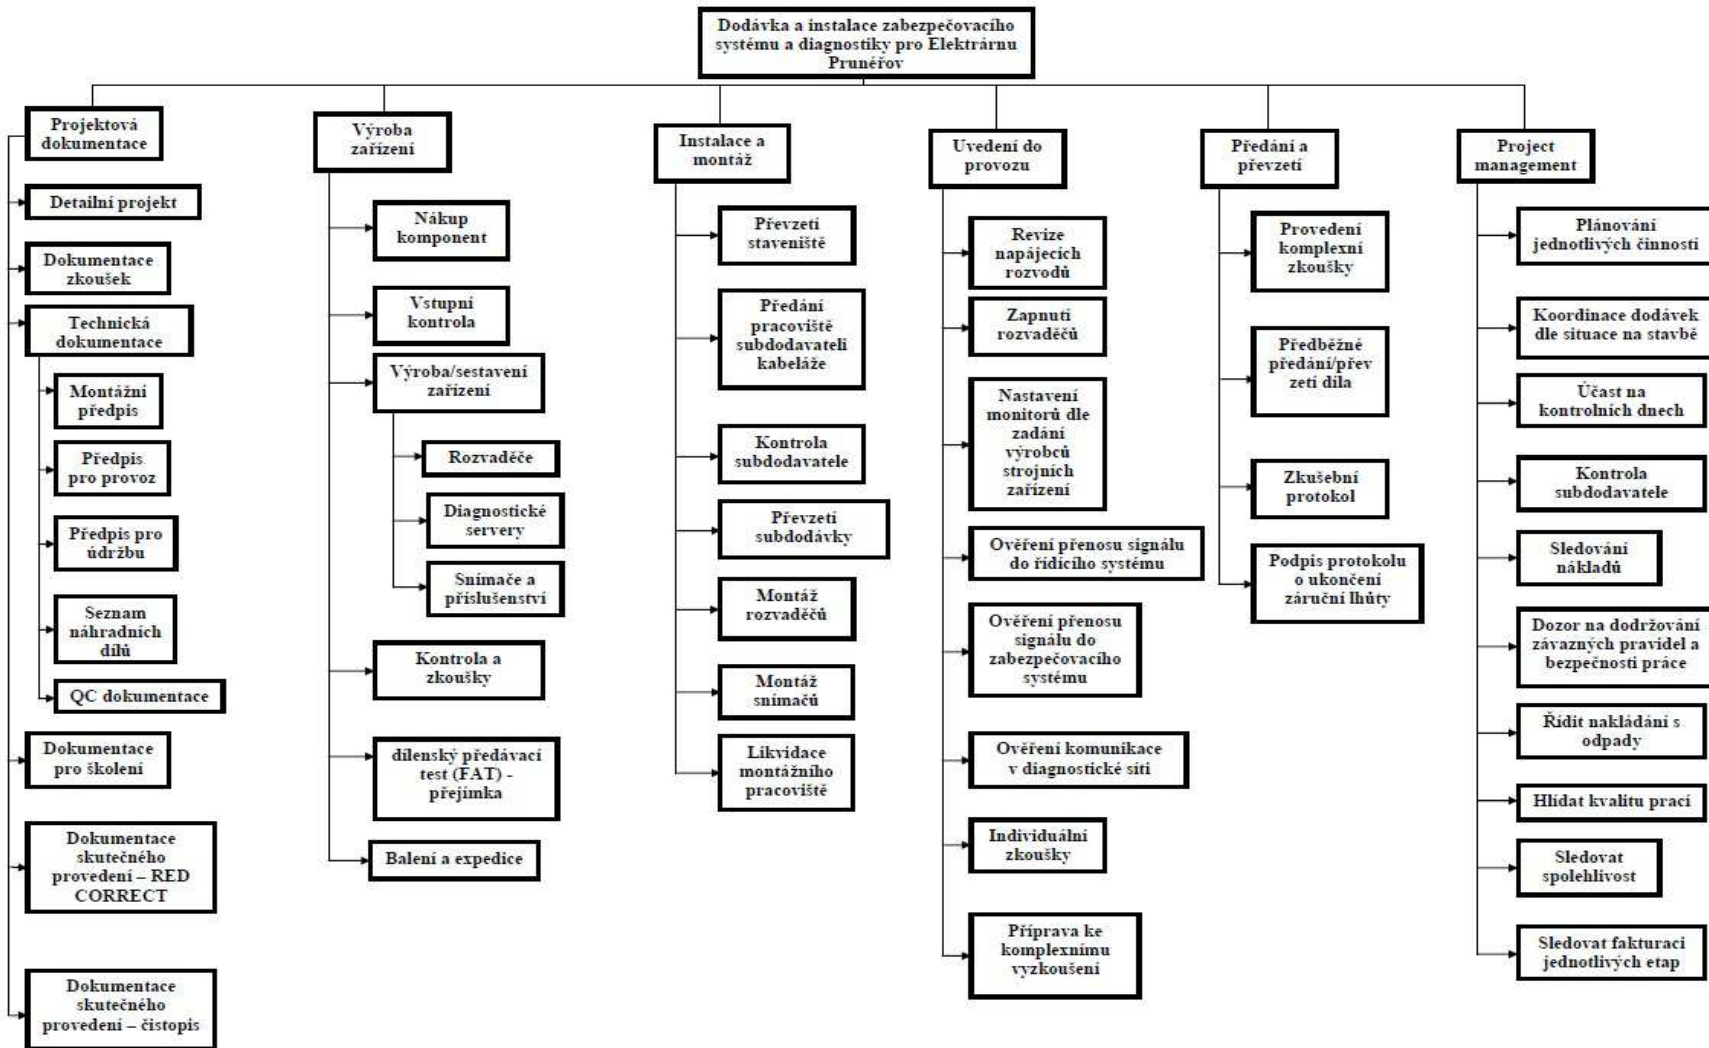 Dodávka a instalace zabezpečovacího
systému a diagnostiky pro Elektrárnu
Prunéřov
Projektová
dokumentace
Detailní projekt
Dokumentace
zkoušek
Technická
dokumentace
Montážní
předpis
Předpis
pro provoz
Předpis pro
údržbu
Seznam
náhradních
dílů
QC dokumentace
Dokumentace
pro školení
Dokumentace
skutečného
provedení – RED
CORRECT
Dokumentace
skutečného
provedení – čistopis
Výroba
zařízení
Nákup
komponent
Vstupní
kontrola
Výroba/sestavení
zařízení
Rozvaděče
Diagnostické
servery
Snímače a
příslušenství
Kontrola a
zkoušky
dílenský předávací
test (FAT) -
přejímka
Balení a expedice
Instalace a
montáž
Převzetí
staveniště
Předání
pracoviště
subdodavateli
kabeláže
Kontrola
subdodavatele
Převzetí
subdodávky
Montáž
rozvaděčů
Montáž
snímačů
Likvidace
montážního
pracoviště
Uvedení do
provozu
Revize
napájecích
rozvodů
Zapnutí
rozvaděčů
Nastavení
monitorů dle
zadání
výrobců
strojních
zařízení
Ověření přenosu signálu
do řídícího systému
Ověření přenosu
signálu do
zabezpečovacího
systému
Ověření komunikace
v diagnostické síti
Individuální
zkoušky
Příprava ke
komplexnímu
vyzkoušení
Předání a
převzetí
Provedení
komplexní
zkoušky
Předběžné
předání/přev
zetí díla
Zkušební
protokol
Podpis protokolu
o ukončení
záruční lhůty
Project
management
Plánování
jednotlivých činností
Koordinace dodávek
dle situace na stavbě
Účast na
kontrolních dnech
Kontrola
subdodavatele
Sledování
nákladů
Dozor na dodržování
závazných pravidel a
bezpečnosti práce
Řídit nakládání s
odpady
Hlídat kvalitu prací
Sledovat
spolehlivost
Sledovat fakturaci
jednotlivých etap